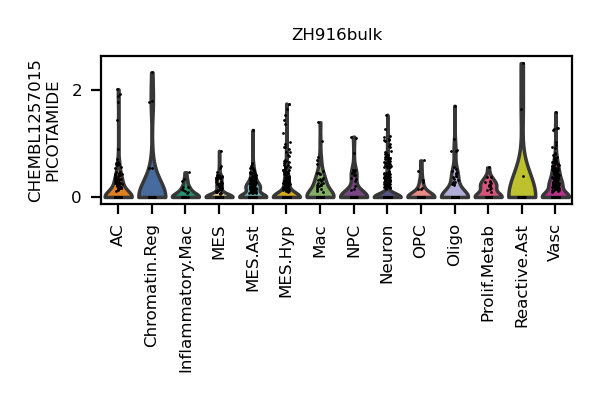 ZH916bulk
CHEMBL1257015
PICOTAMIDE
2
0
AC
Chromatin.Reg
Inflammatory.Mac
MES
MES.Ast
MES.Hyp
Mac
NPC
Neuron
OPC
Oligo
Prolif.Metab
Reactive.Ast
Vasc